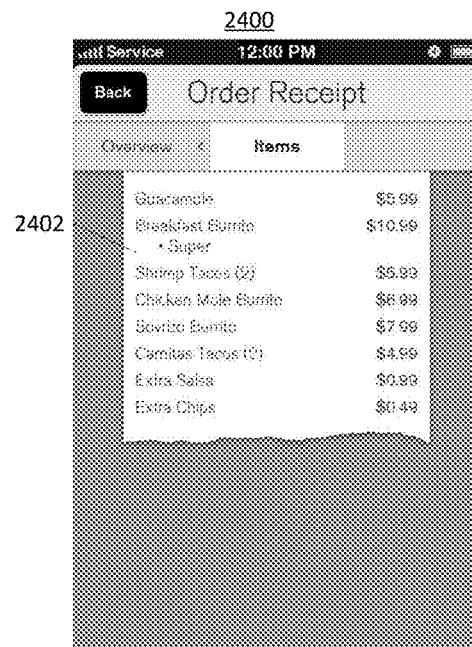 2400
Service 12:00 PM
Back Order Receipt
Overview < Items
Guacamole $5.99
2402
Breakfast Burrito $10.99
• Super
Shrimp Tacos (2) $5.99
Chicken Mole Burrito $6.99
Burrito $7.99
Carnitas Tacos (2) $4.99
Extra Salsa $0.99
Extra Chips $0.49